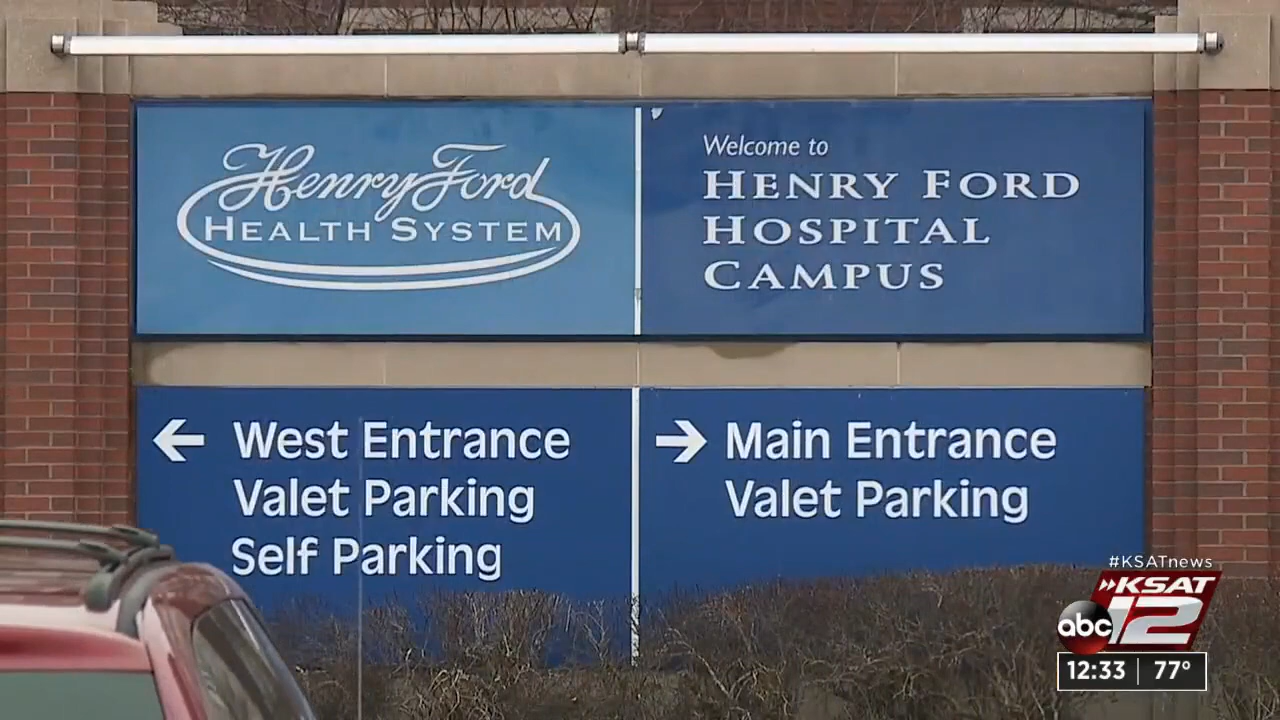 Henry Ford
HEALTH SYSTEM
Welcome to
HENRY FORD
HOSPITAL
CAMPUS
← West Entrance
Valet Parking
Self Parking
→ Main Entrance
Valet Parking
#KSATnews
KSAT
abc 12
12:33 | 77°